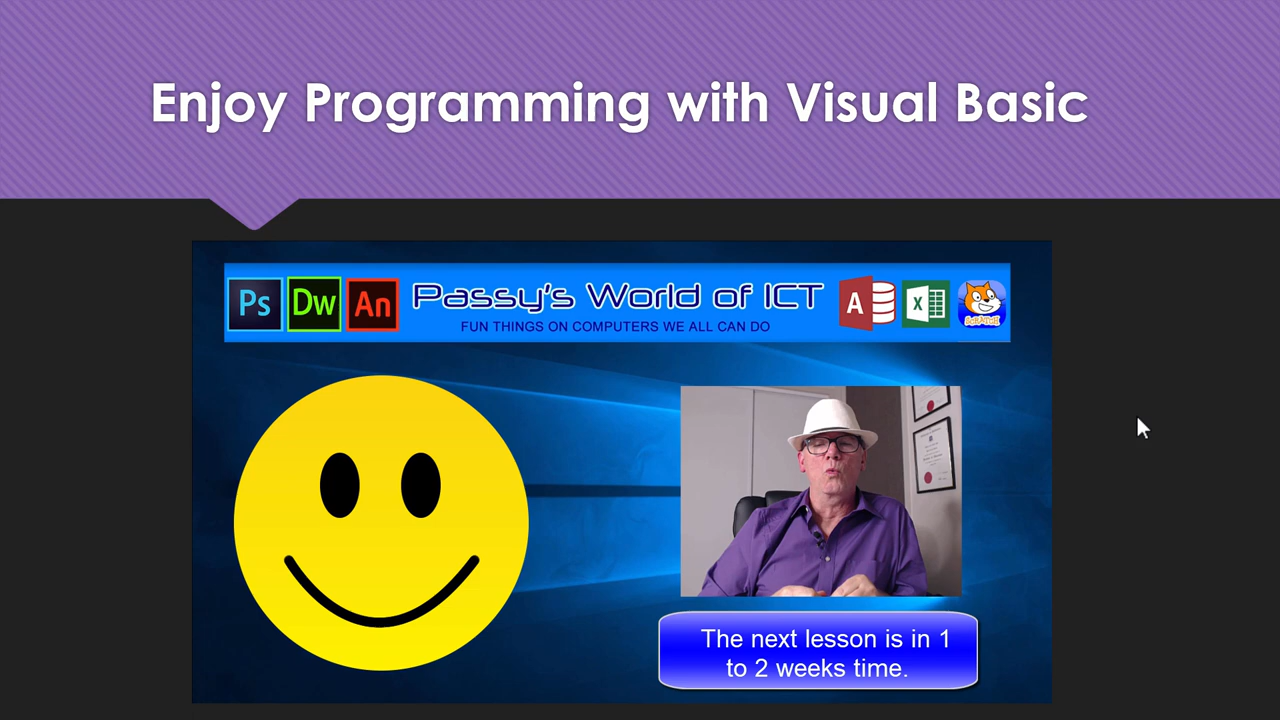 Enjoy Programming with Visual Basic
Ps Dw An
Passy's World of ICT
FUN THINGS ON COMPUTERS WE ALL CAN DO
A X SCRATCH
The next lesson is in 1
to 2 weeks time.